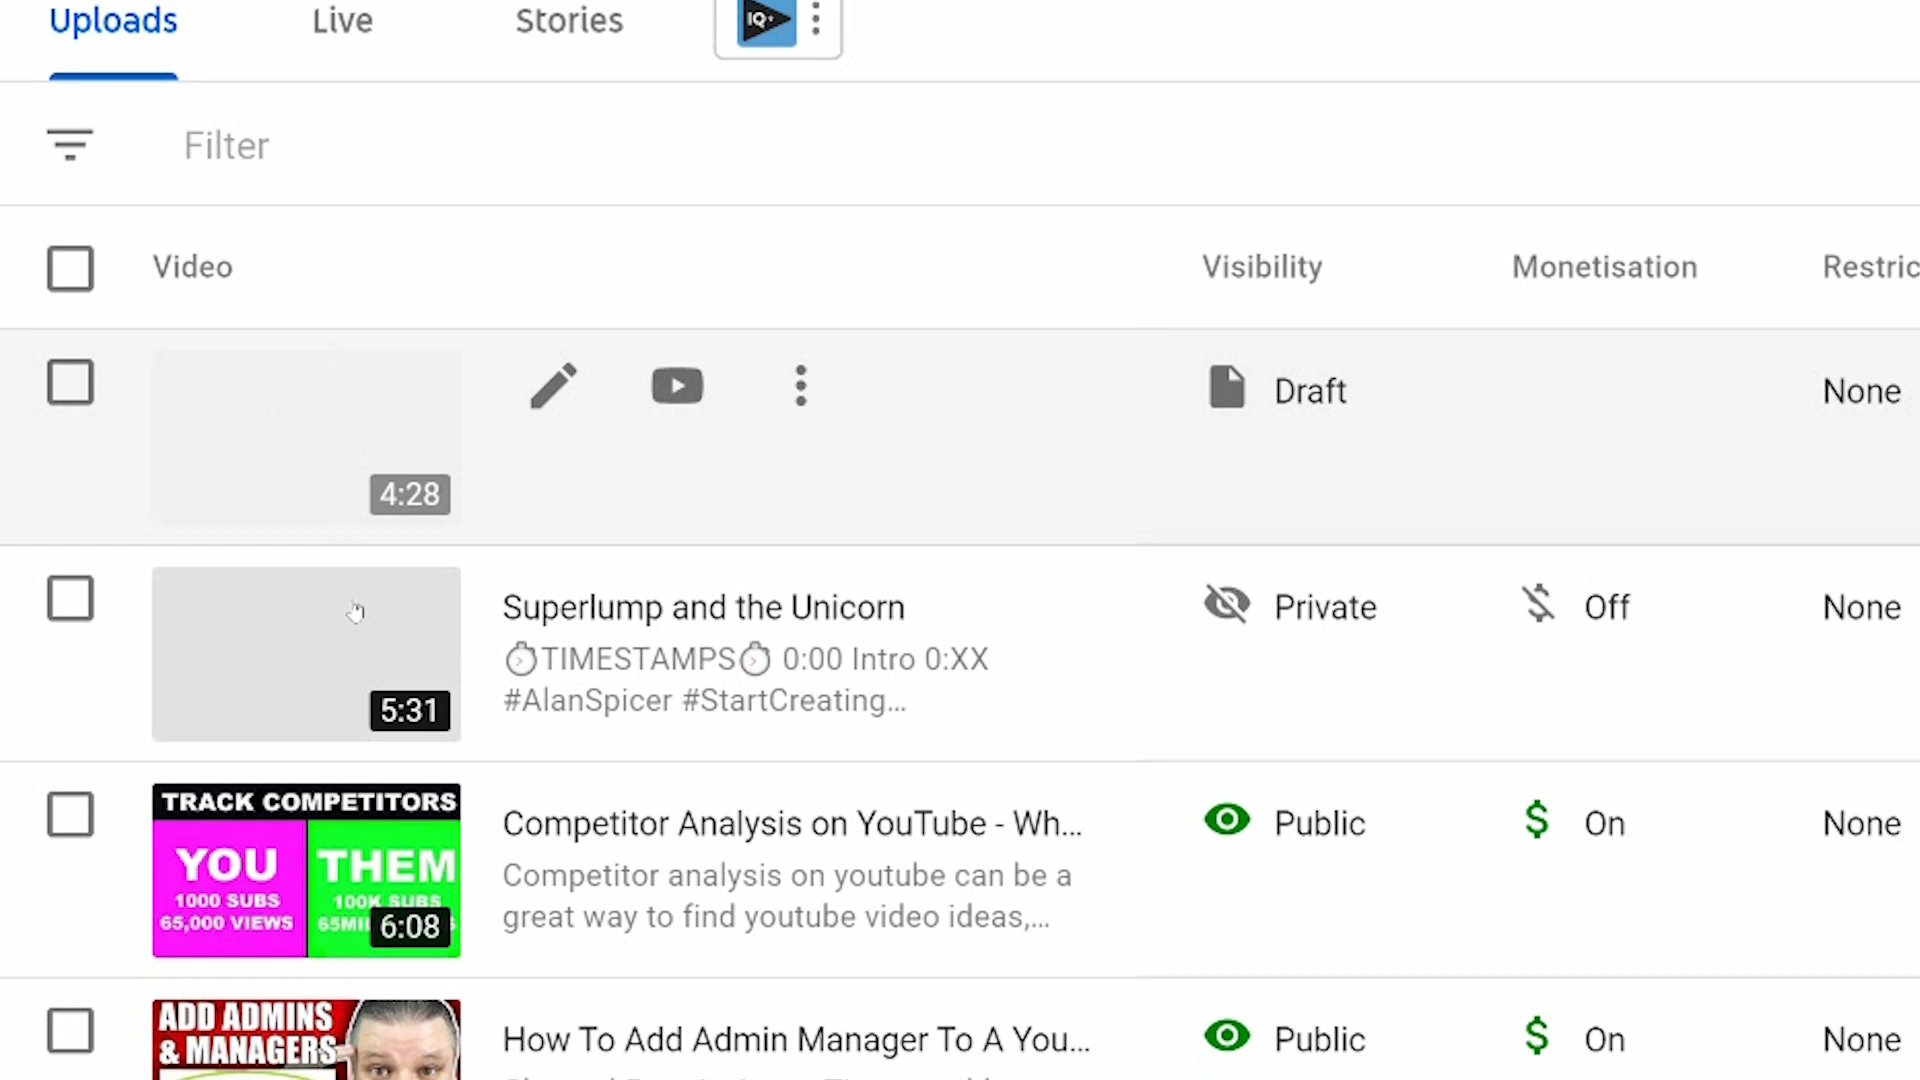 Uploads Live Stories IQ+
Filter
Video Visibility Monetisation Restric
4:28 Draft None
Superlump and the Unicorn Private Off None
⏱TIMESTAMPS⏱ 0:00 Intro 0:XX
#AlanSpicer #StartCreating...
5:31
TRACK COMPETITORS
YOU THEM
1000 SUBS 100K SUBS
65,000 VIEWS 65MIL
6:08
Competitor Analysis on YouTube - Wh... Public $ On None
Competitor analysis on youtube can be a
great way to find youtube video ideas,...
ADD ADMINS
& MANAGERS
How To Add Admin Manager To A You... Public $ On None